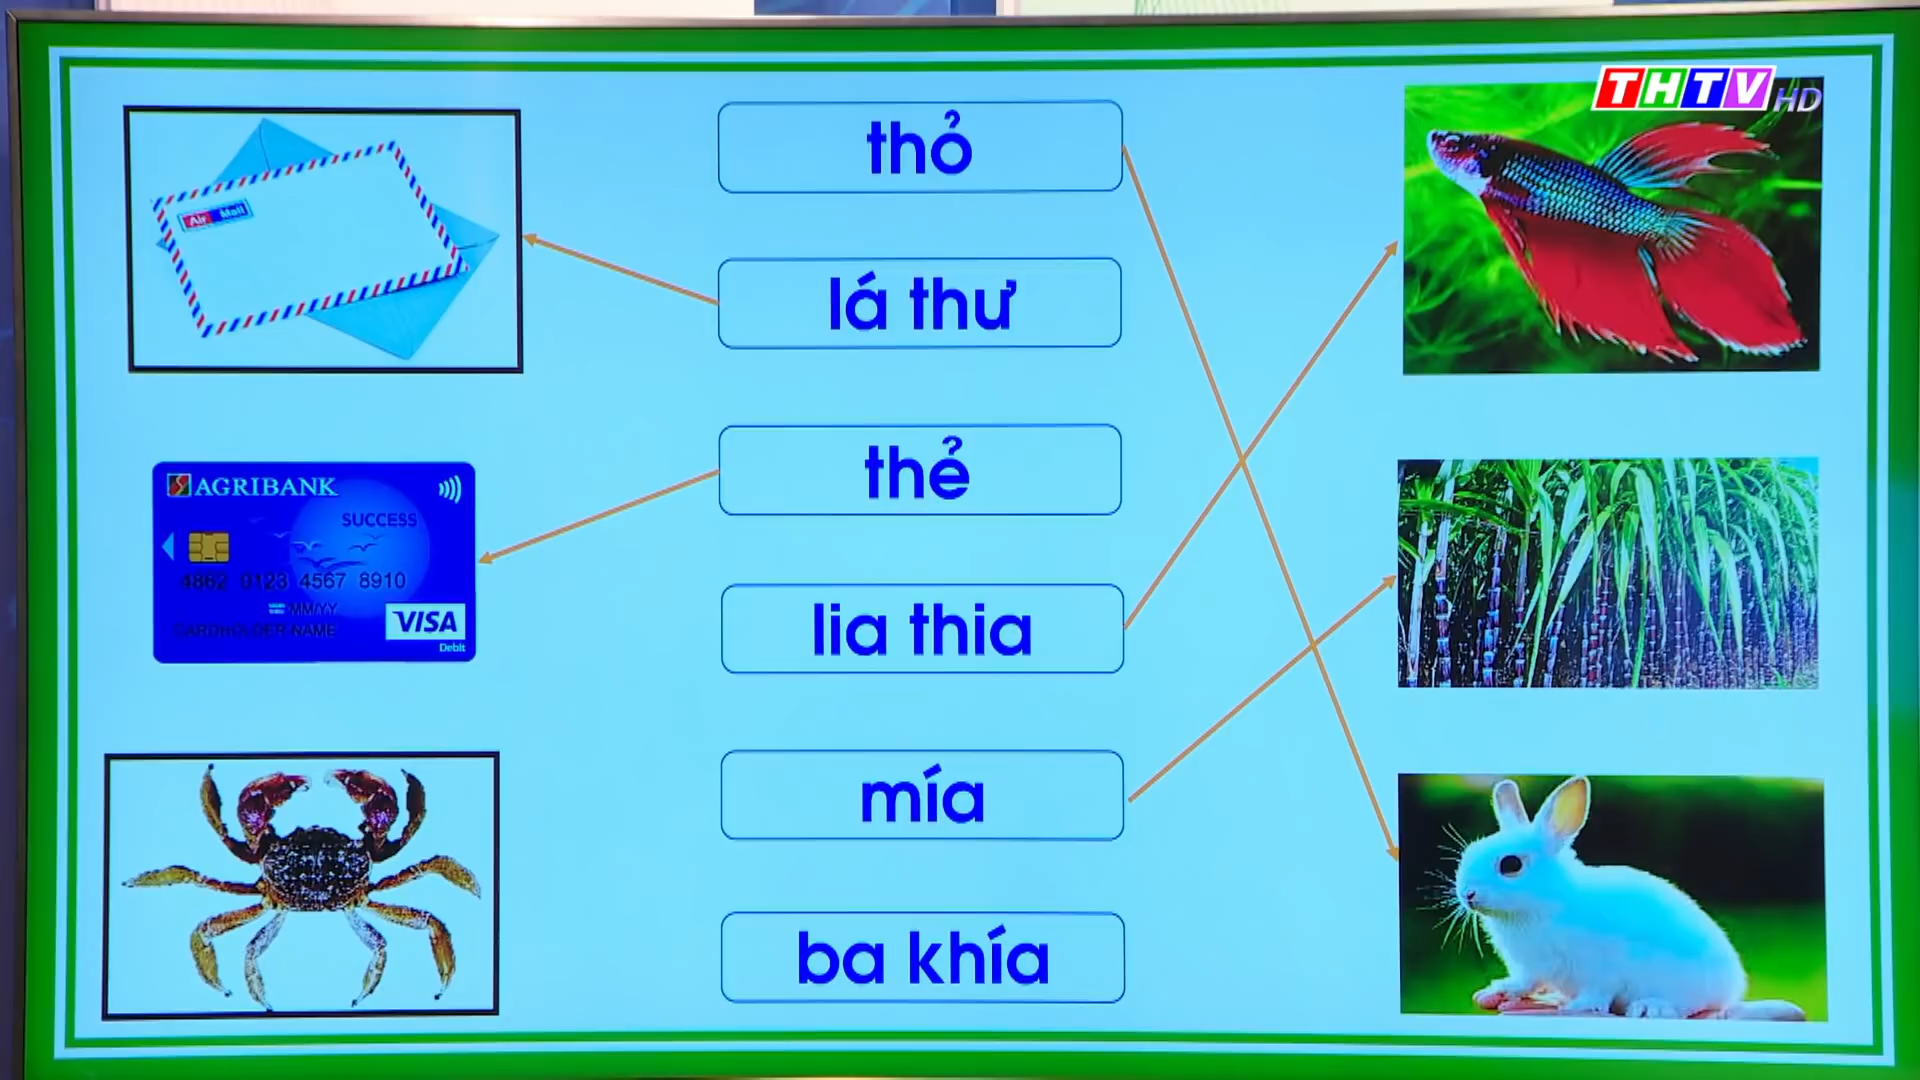 THTV HD
thỏ
Air Mail
lá thư
thẻ
AGRIBANK
SUCCESS
4862 0123 4567 8910
MM/YY
CARDHOLDER NAME
VISA
Debit
lia thia
mía
ba khía